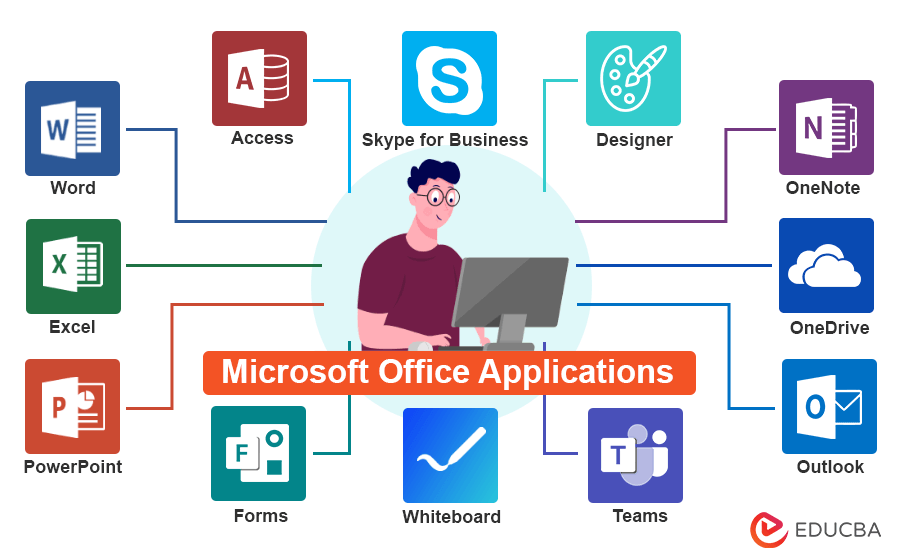 Access
Skype for Business
Designer
Word
OneNote
Excel
OneDrive
Microsoft Office Applications
PowerPoint
Outlook
Forms
Whiteboard
Teams
EDUCBA
A
S
W
N
X
P
O
F
T